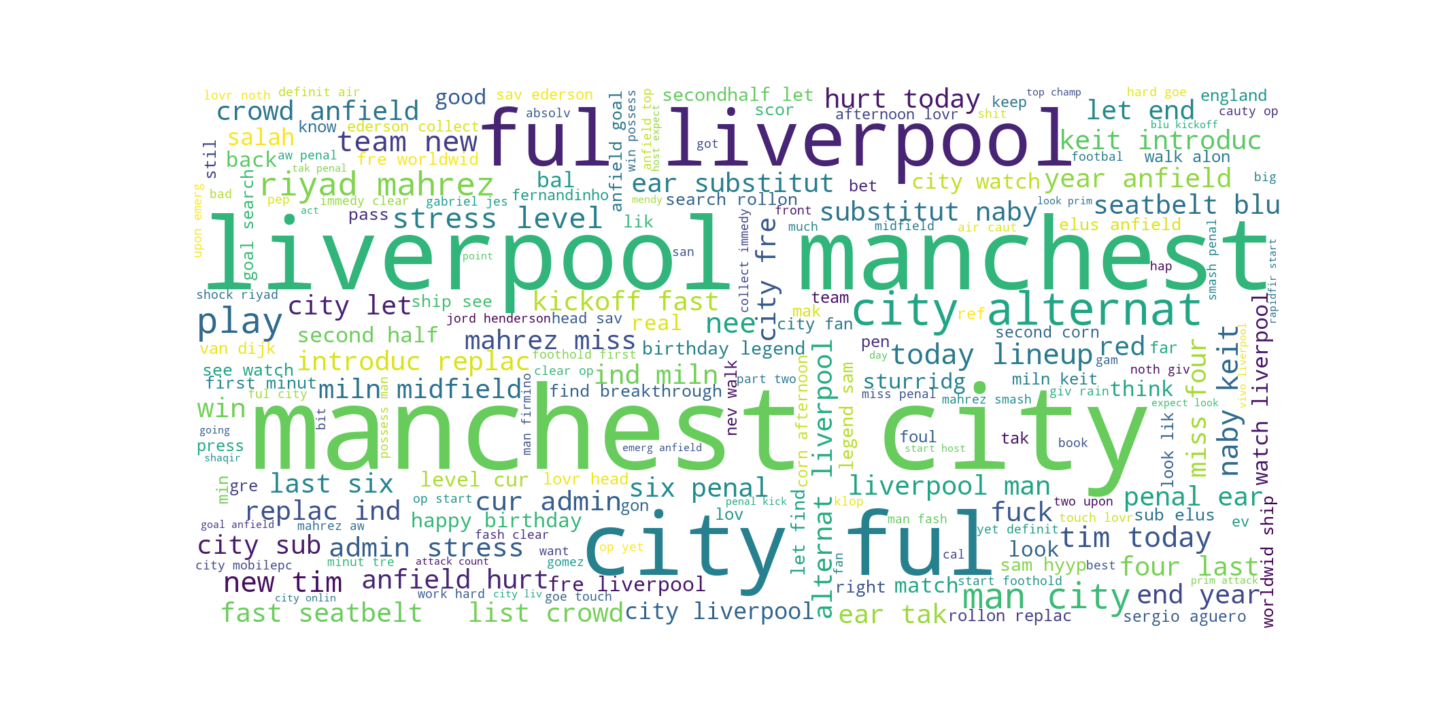 lovr noth
definit air
good
sav ederson
secondhalf let
hurt today
keep
top champ
hard goe
england
crowd anfield
absolv
win possess
anfield top
host expect
scor
afternoon lovr
shit
let end
cauty op
know
ederson collect
team new
ful liverpool
blu kickoff
salah
got
keit introduc
stil
back
aw penal
fre worldwid
anfield goal
footbal
walk alon
tak penal
riyad mahrez
bal
ear substitut
bet
city watch
year anfield
big
upon emerg
bad
pep
immedy clear
gabriel jes
fernandinho
mendy
search rollon
look prim
goal search
act
pass
stress level
lik
collect immedy
city fre
front
substitut naby
seatbelt blu
much
midfield
air caut
elus anfield
liverpool manchest
point
san
hap
smash penal
rapidfir start
shock riyad
city let
ship see
kickoff fast
team
city alternat
play
jord henderson
head sav
real
nee
city fan
mak
ref
second half
mahrez miss
second corn
van dijk
introduc replac
foothold first
birthday legend
pen
today lineup
red
far
day
gam
noth giv
see watch
clear op
ind miln
part two
first minut
miln midfield
find breakthrough
sturridg
miln keit
think
ful city
miss penal
mahrez smash
giv rain
expect look
win
bit
possess man
man firmino
nev walk
corn afternoon
alternat liverpool
legend sam
miss four
naby keit
vivo liverpool
watch liverpool
going
manchest city
press
shaqir
emerg anfield
foul
start host
tak
book
look lik
min
gre
last six
level cur
lovr head
six penal
liverpool man
penal ear
replac ind
op start
cur admin
gon
penal kick
klop
two upon
goal anfield
mahrez aw
happy birthday
lov
let find
man fash
fuck
touch lovr
sub elus
ev
yet definit
city sub
admin stress
fash clear
city ful
look
tim today
city mobilepc
minut tre
attack count
want
gomez
op yet
fan
cal
sam hyyp
best
four last
new tim
anfield hurt
fre liverpool
right
match
start foothold
prim attack
city onlin
work hard
city liv
goe touch
man city
end year
worldwid ship
fast seatbelt
list crowd
city liverpool
ear tak
rollon replac
sergio aguero